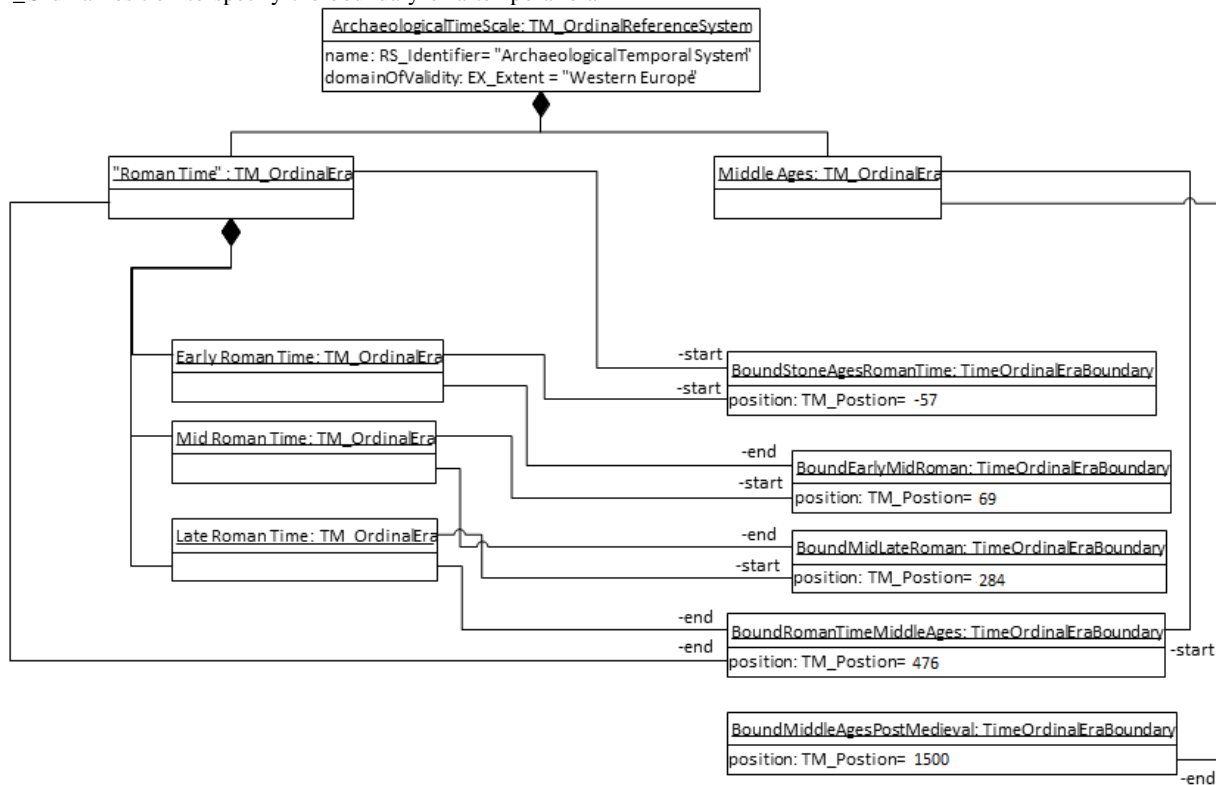 ArchaeologicalTimeScale: TM_OrdinalReferenceSystem
name: RS_Identifier= "ArchaeologicalTemporalSystem"
domainOfValidity: EX_Extent = "Western Europe"
"Roman Time" : TM_OrdinalEra
Middle Ages: TM_OrdinalEra
Early Roman Time: TM_OrdinalEra
-start
BoundStoneAgesRomanTime: TimeOrdinalEraBoundary
-start
position: TM_Postion= -57
Mid Roman Time: TM_OrdinalEra
-end
BoundEarlyMidRoman: TimeOrdinalEraBoundary
-start
position: TM_Postion= 69
Late Roman Time: TM_OrdinalEra
-end
BoundMidLateRoman: TimeOrdinalEraBoundary
-start
position: TM_Postion= 284
-end
BoundRomanTimeMiddleAges: TimeOrdinalEraBoundary
-end
position: TM_Postion= 476
-start
BoundMiddleAgesPostMedieval: TimeOrdinalEraBoundary
position: TM_Postion= 1500
-end